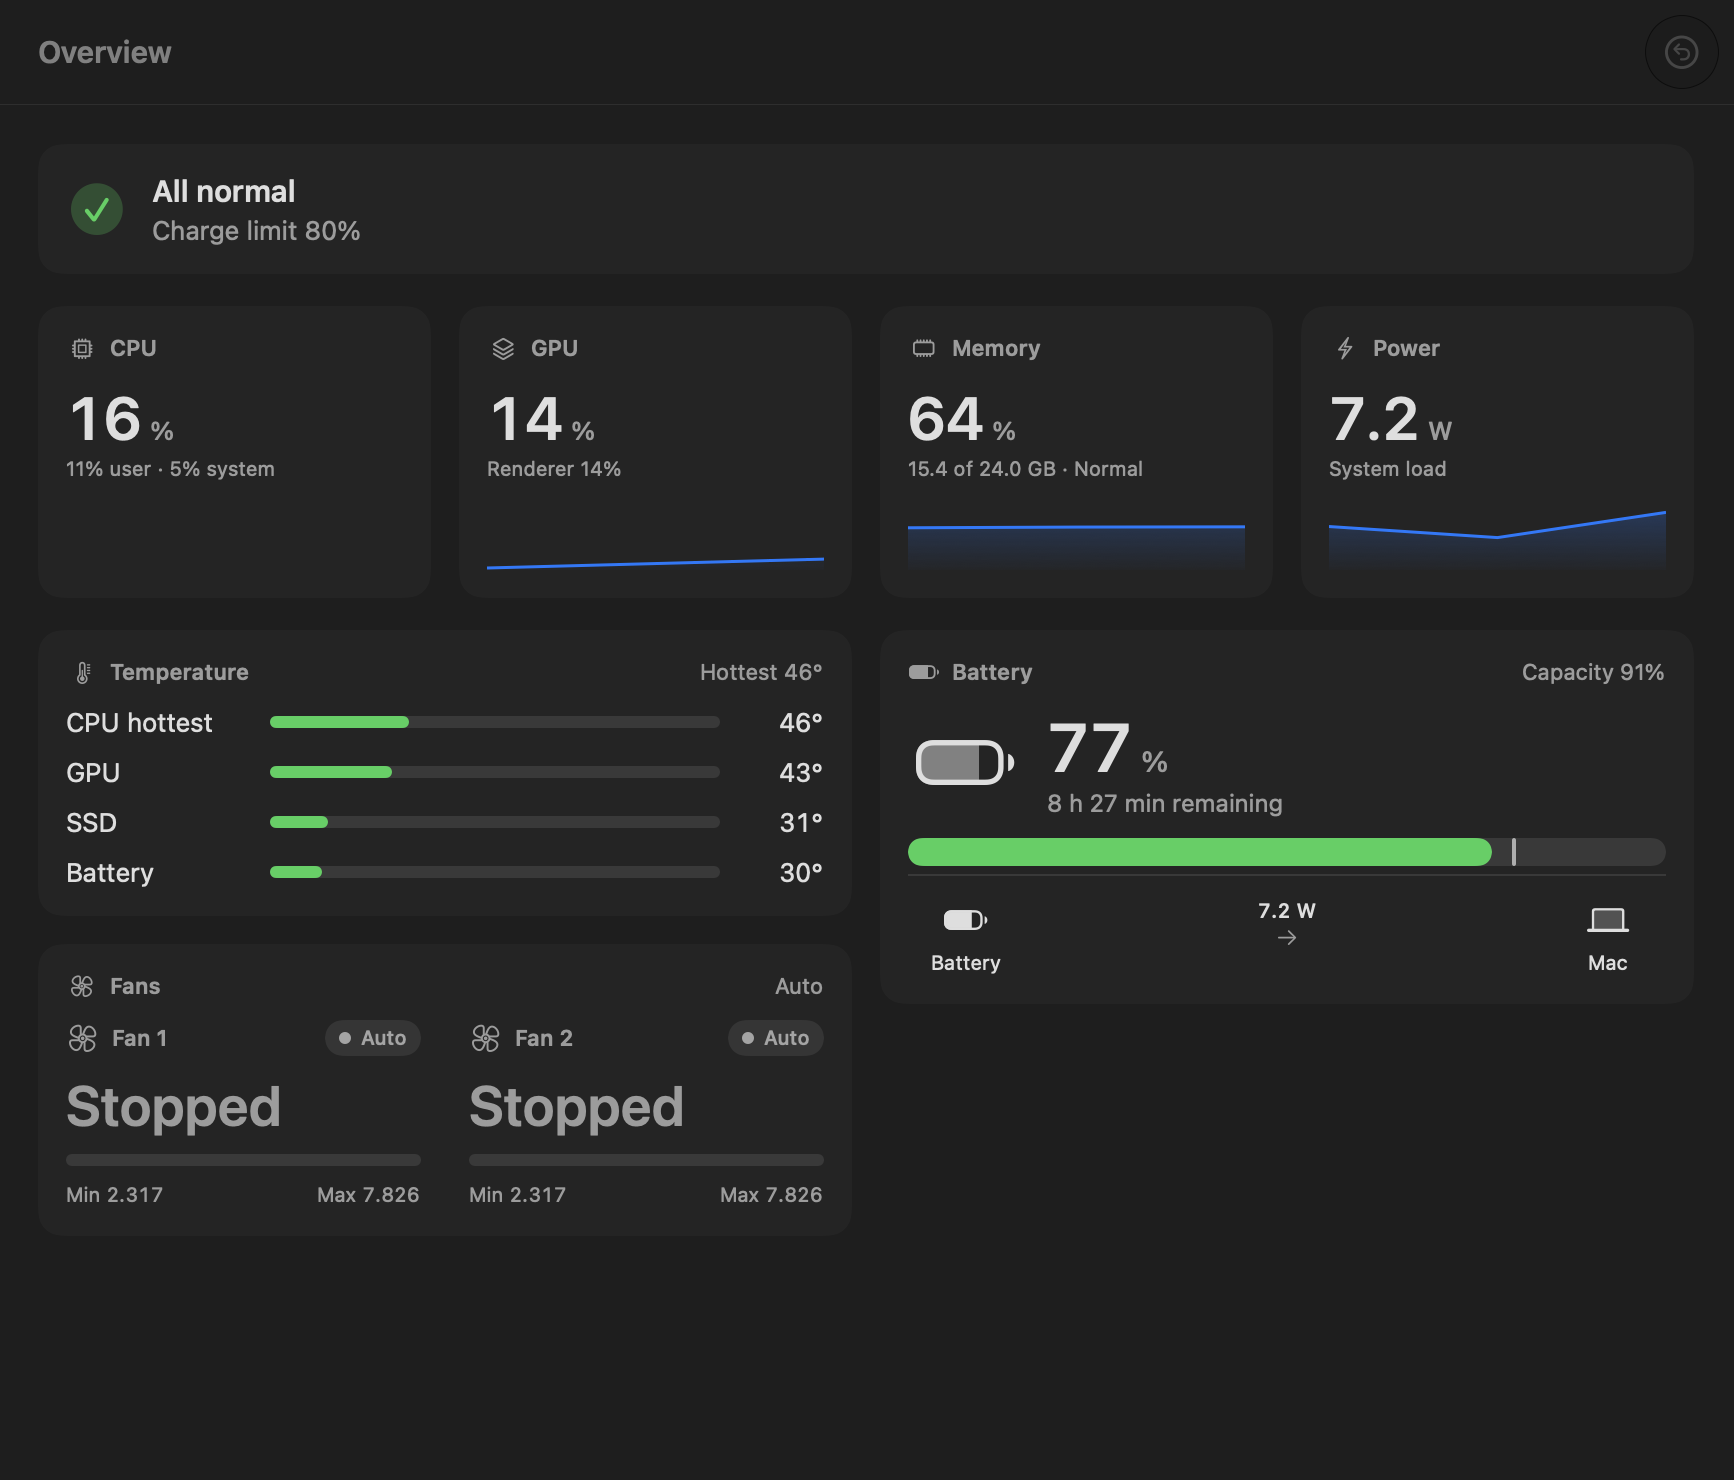 Overview
All normal
Charge limit 80%
CPU
16 %
11% user · 5% system
GPU
14 %
Renderer 14%
Memory
64 %
15.4 of 24.0 GB · Normal
Power
7.2 W
System load
Temperature
Hottest 46°
CPU hottest 46°
GPU 43°
SSD 31°
Battery 30°
Battery
Capacity 91%
77 %
8 h 27 min remaining
7.2 W
→
Battery
Mac
Fans
Auto
Fan 1
Auto
Stopped
Min 2.317 Max 7.826
Fan 2
Auto
Stopped
Min 2.317 Max 7.826